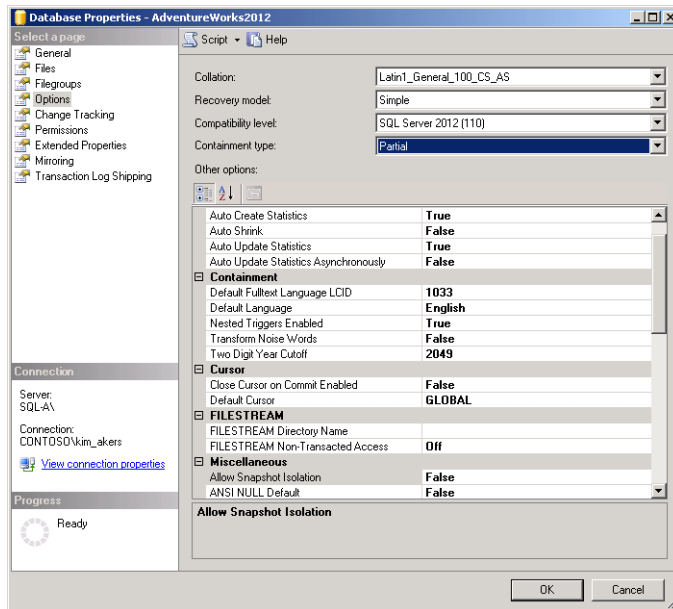 Database Properties - AdventureWorks2012
Select a page
General
Files
Filegroups
Options
Change Tracking
Permissions
Extended Properties
Mirroring
Transaction Log Shipping
Connection
Server:
SQL-A\
Connection:
CONTOSO\kim_akers
View connection properties
Progress
Ready
Script Help
Collation: Latin1_General_100_CS_AS
Recovery model: Simple
Compatibility level: SQL Server 2012 (110)
Containment type: Partial
Other options:
Auto Create Statistics True
Auto Shrink False
Auto Update Statistics True
Auto Update Statistics Asynchronously False
Containment
Default Fulltext Language LCID 1033
Default Language English
Nested Triggers Enabled True
Transform Noise Words False
Two Digit Year Cutoff 2049
Cursor
Close Cursor on Commit Enabled False
Default Cursor GLOBAL
FILESTREAM
FILESTREAM Directory Name
FILESTREAM Non-Transacted Access Off
Miscellaneous
Allow Snapshot Isolation False
ANSI NULL Default False
Allow Snapshot Isolation
OK Cancel